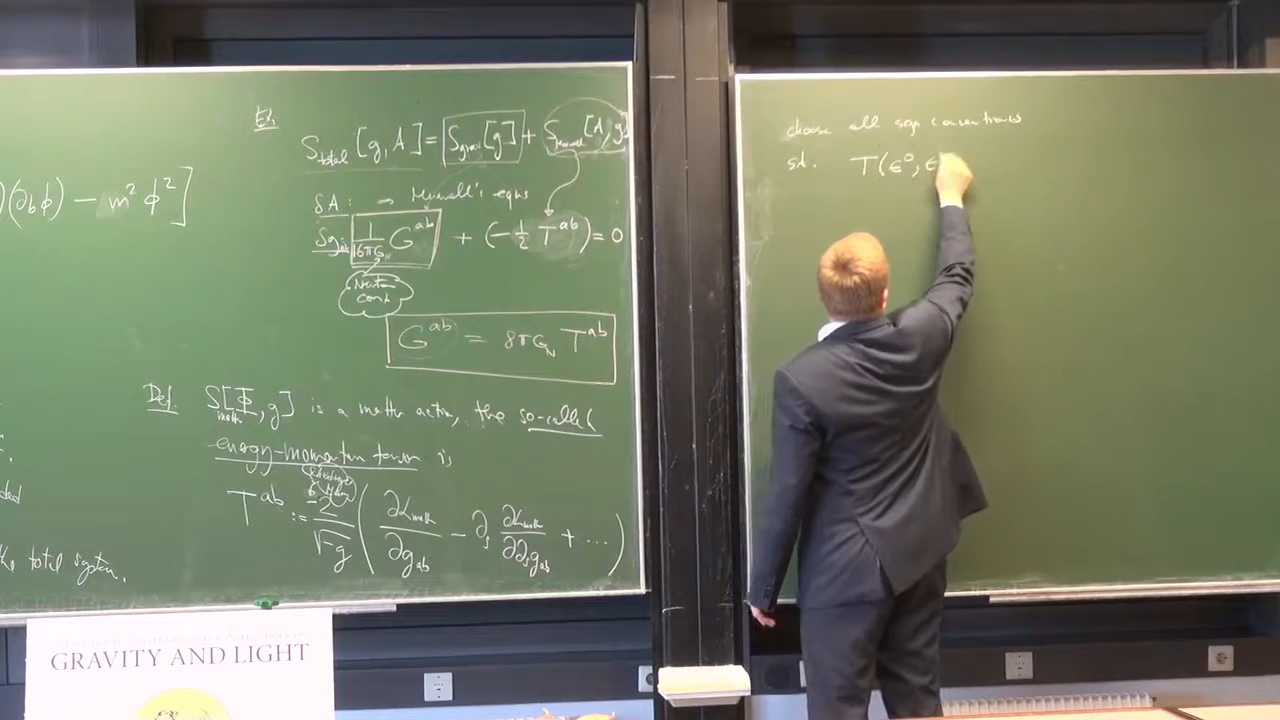 )(∂bϕ) − m² ϕ² ]
Ex.
S_total [g, A] = S_grav [g] + S_Maxwell [A, g]
δA : → Maxwell's eqns
δg_ab : 1/(16πG_N) G^ab + (−½ T^ab) = 0
Newton const
G^ab = 8πG_N T^ab
Def. S_matter [Φ, g] is a matter action, the so-called
energy-momentum tensor is
T^ab := −2/√g ( ∂ℒ_matter/∂g_ab − ∂_s ∂ℒ_matter/∂∂_s g_ab + ... )
the total system.
choose all sign conventions
s.t. T(ϵ⁰, ϵ
GRAVITY AND LIGHT